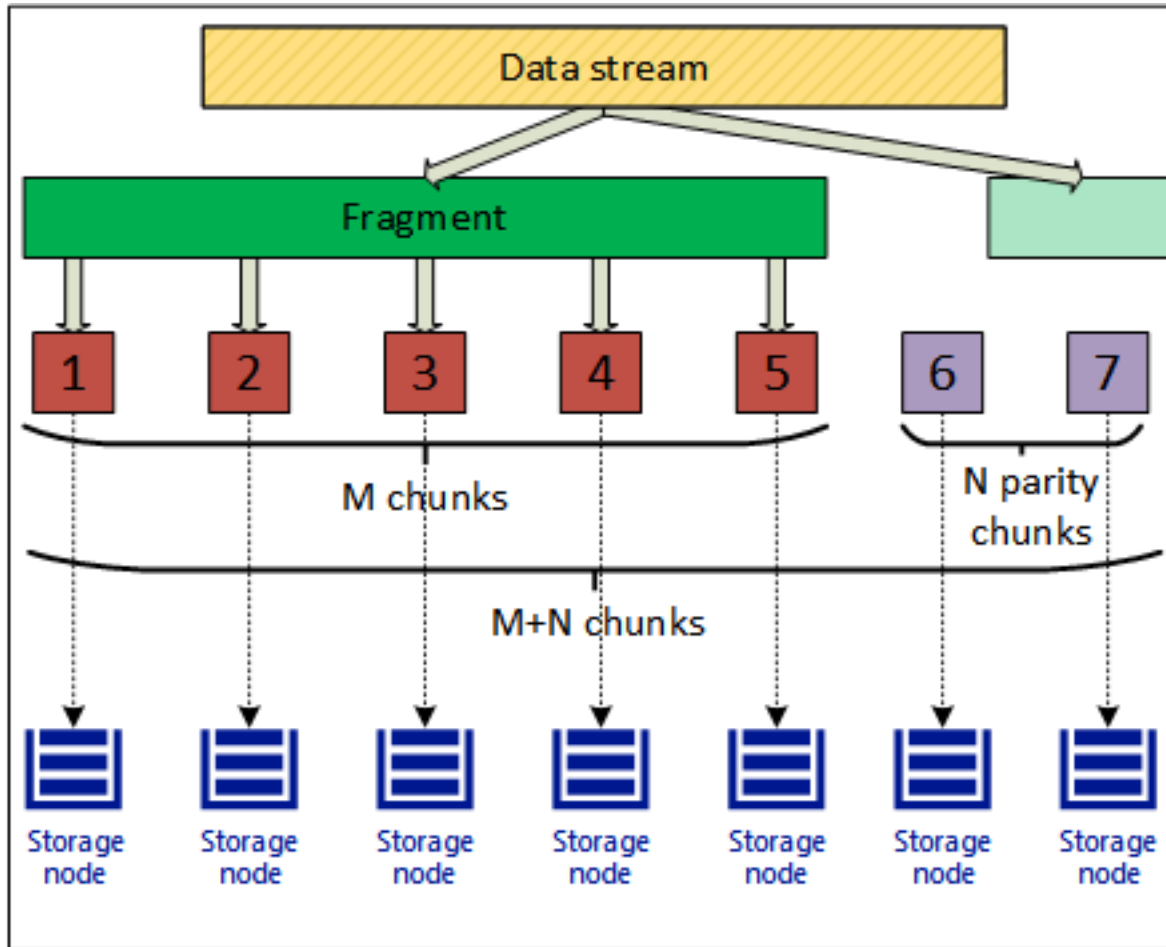 Data stream
Fragment
1 2 3 4 5 6 7
M chunks
N parity
chunks
M+N chunks
Storage Storage Storage Storage Storage Storage Storage
node node node node node node node